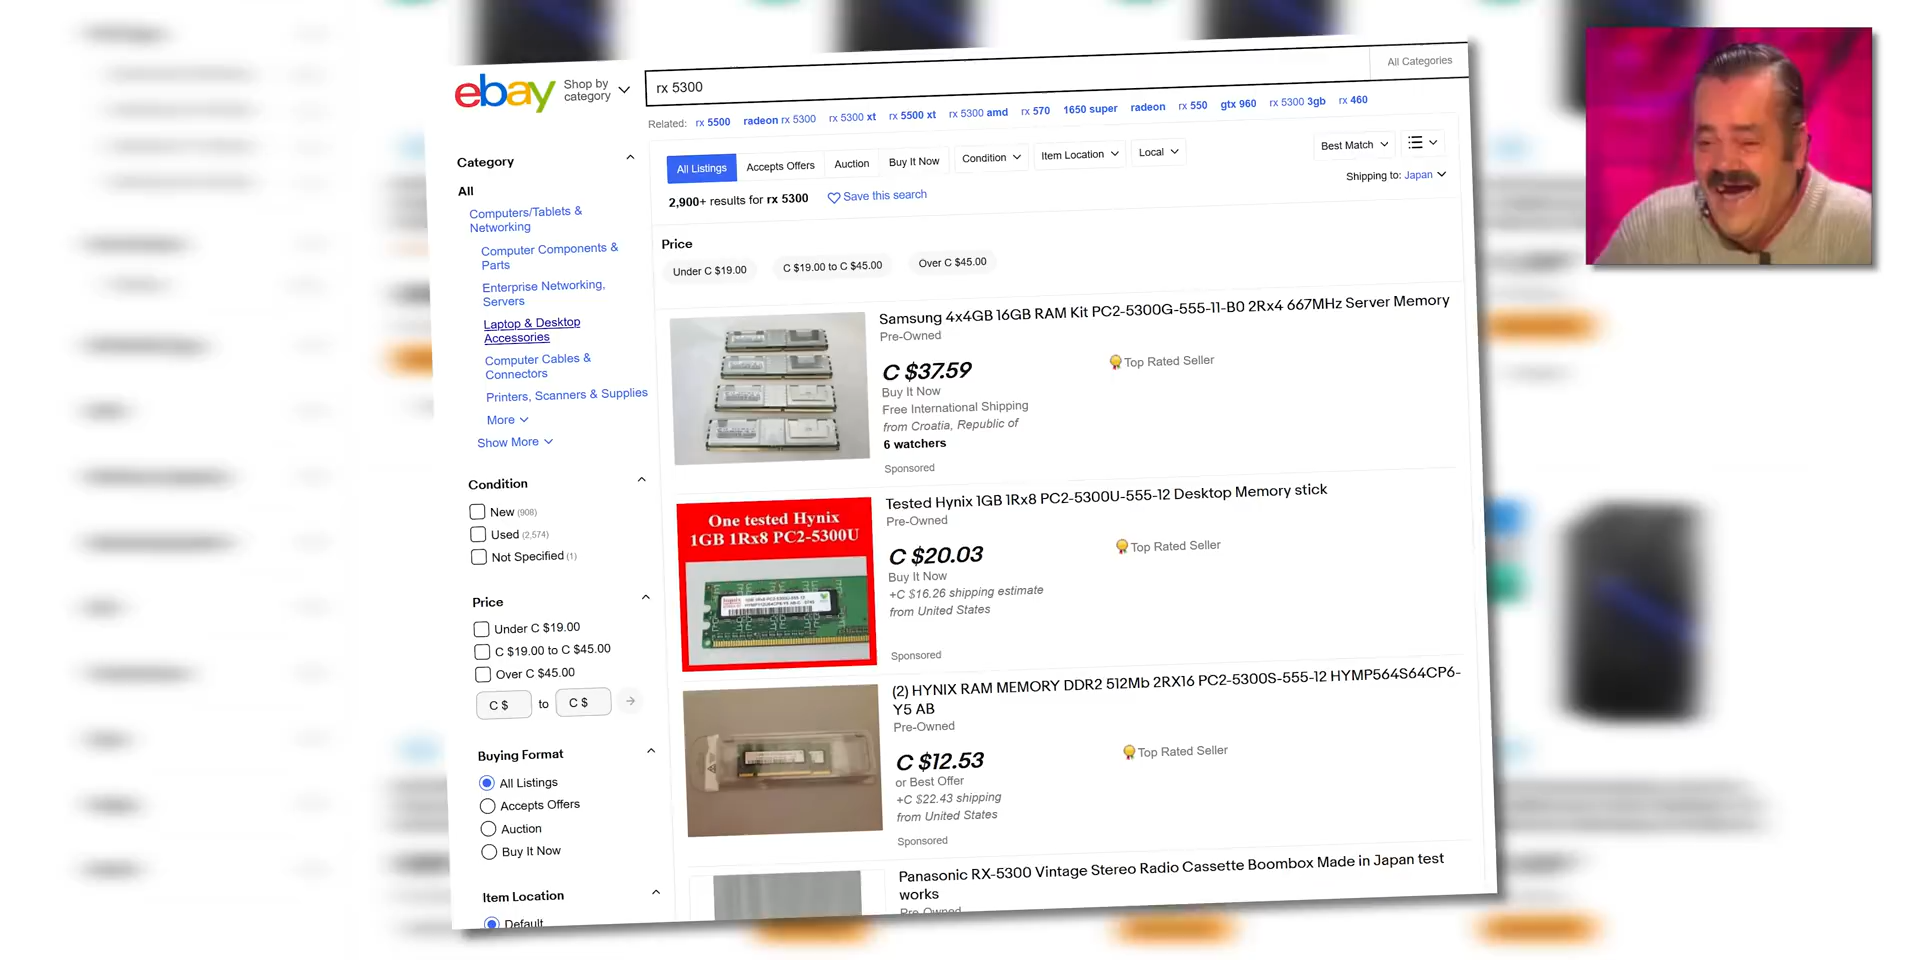 ebay
Shop by
category
rx 5300
All Categories
Related: rx 5500 radeon rx 5300 rx 5300 xt rx 5500 xt rx 5300 amd rx 570 1650 super radeon rx 550 gtx 960 rx 5300 3gb rx 460
Category
All
Computers/Tablets &
Networking
Computer Components &
Parts
Enterprise Networking,
Servers
Laptop & Desktop
Accessories
Computer Cables &
Connectors
Printers, Scanners & Supplies
More
Show More
Condition
New (908)
Used (2,574)
Not Specified (1)
Price
Under C $19.00
C $19.00 to C $45.00
Over C $45.00
C $ to C $
Buying Format
All Listings
Accepts Offers
Auction
Buy It Now
Item Location
Default
All Listings Accepts Offers Auction Buy It Now Condition Item Location Local Best Match
2,900+ results for rx 5300 Save this search
Shipping to: Japan
Price
Under C $19.00 C $19.00 to C $45.00 Over C $45.00
Samsung 4x4GB 16GB RAM Kit PC2-5300G-555-11-B0 2Rx4 667MHz Server Memory
Pre-Owned
C $37.59
Top Rated Seller
Buy It Now
Free International Shipping
from Croatia, Republic of
6 watchers
Sponsored
One tested Hynix
1GB 1Rx8 PC2-5300U
Tested Hynix 1GB 1Rx8 PC2-5300U-555-12 Desktop Memory stick
Pre-Owned
C $20.03
Top Rated Seller
Buy It Now
+C $16.26 shipping estimate
from United States
Sponsored
(2) HYNIX RAM MEMORY DDR2 512Mb 2RX16 PC2-5300S-555-12 HYMP564S64CP6-
Y5 AB
Pre-Owned
C $12.53
Top Rated Seller
or Best Offer
+C $22.43 shipping
from United States
Sponsored
Panasonic RX-5300 Vintage Stereo Radio Cassette Boombox Made in Japan test
works
Pre-Owned